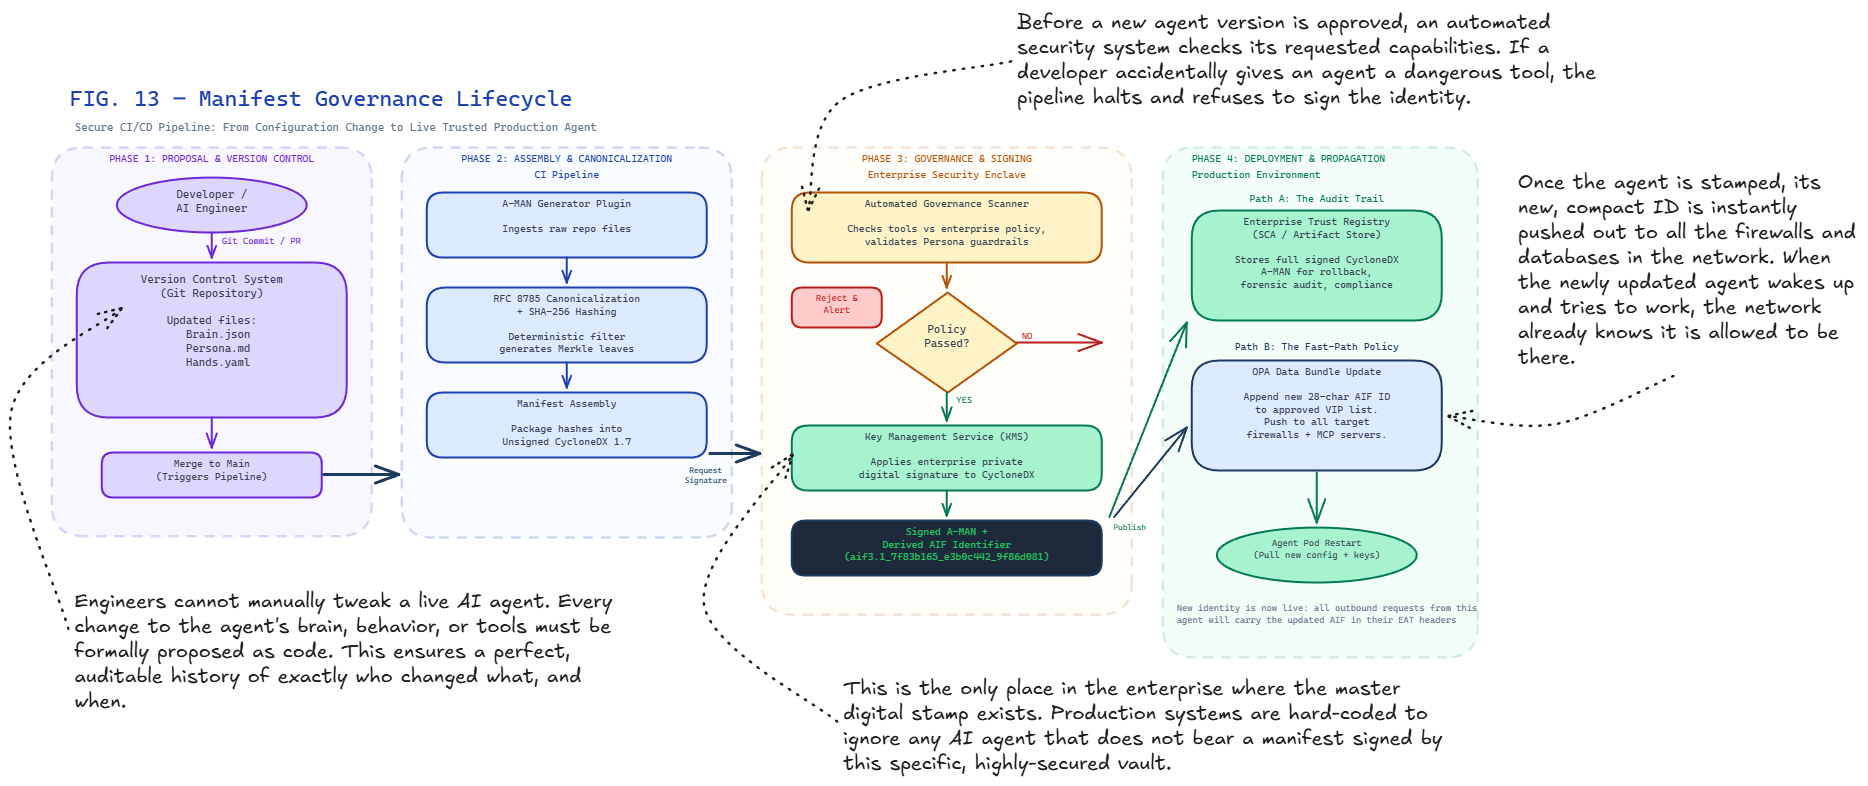 Before a new agent version is approved, an automated
security system checks its requested capabilities. If a
developer accidentally gives an agent a dangerous tool, the
pipeline halts and refuses to sign the identity.
FIG. 13 — Manifest Governance Lifecycle
Secure CI/CD Pipeline: From Configuration Change to Live Trusted Production Agent
PHASE 1: PROPOSAL & VERSION CONTROL
Developer /
AI Engineer
Git Commit / PR
Version Control System
(Git Repository)
Updated files:
Brain.json
Persona.md
Hands.yaml
Merge to Main
(Triggers Pipeline)
PHASE 2: ASSEMBLY & CANONICALIZATION
CI Pipeline
A-MAN Generator Plugin
Ingests raw repo files
RFC 8785 Canonicalization
+ SHA-256 Hashing
Deterministic filter
generates Merkle leaves
Manifest Assembly
Package hashes into
Unsigned CycloneDX 1.7
Request
Signature
PHASE 3: GOVERNANCE & SIGNING
Enterprise Security Enclave
Automated Governance Scanner
Checks tools vs enterprise policy,
validates Persona guardrails
Reject &
Alert
Policy
Passed?
NO
YES
Key Management Service (KMS)
Applies enterprise private
digital signature to CycloneDX
Signed A-MAN +
Derived AIF Identifier
(aif3.1_7f83b165_e3b0c442_9f86d081)
Publish
PHASE 4: DEPLOYMENT & PROPAGATION
Production Environment
Path A: The Audit Trail
Enterprise Trust Registry
(SCA / Artifact Store)
Stores full signed CycloneDX
A-MAN for rollback,
forensic audit, compliance
Path B: The Fast-Path Policy
OPA Data Bundle Update
Append new 28-char AIF ID
to approved VIP list.
Push to all target
firewalls + MCP servers.
Agent Pod Restart
(Pull new config + keys)
New identity is now live: all outbound requests from this
agent will carry the updated AIF in their EAT headers
Once the agent is stamped, its
new, compact ID is instantly
pushed out to all the firewalls and
databases in the network. When
the newly updated agent wakes up
and tries to work, the network
already knows it is allowed to be
there.
Engineers cannot manually tweak a live AI agent. Every
change to the agent's brain, behavior, or tools must be
formally proposed as code. This ensures a perfect,
auditable history of exactly who changed what, and
when.
This is the only place in the enterprise where the master
digital stamp exists. Production systems are hard-coded to
ignore any AI agent that does not bear a manifest signed by
this specific, highly-secured vault.